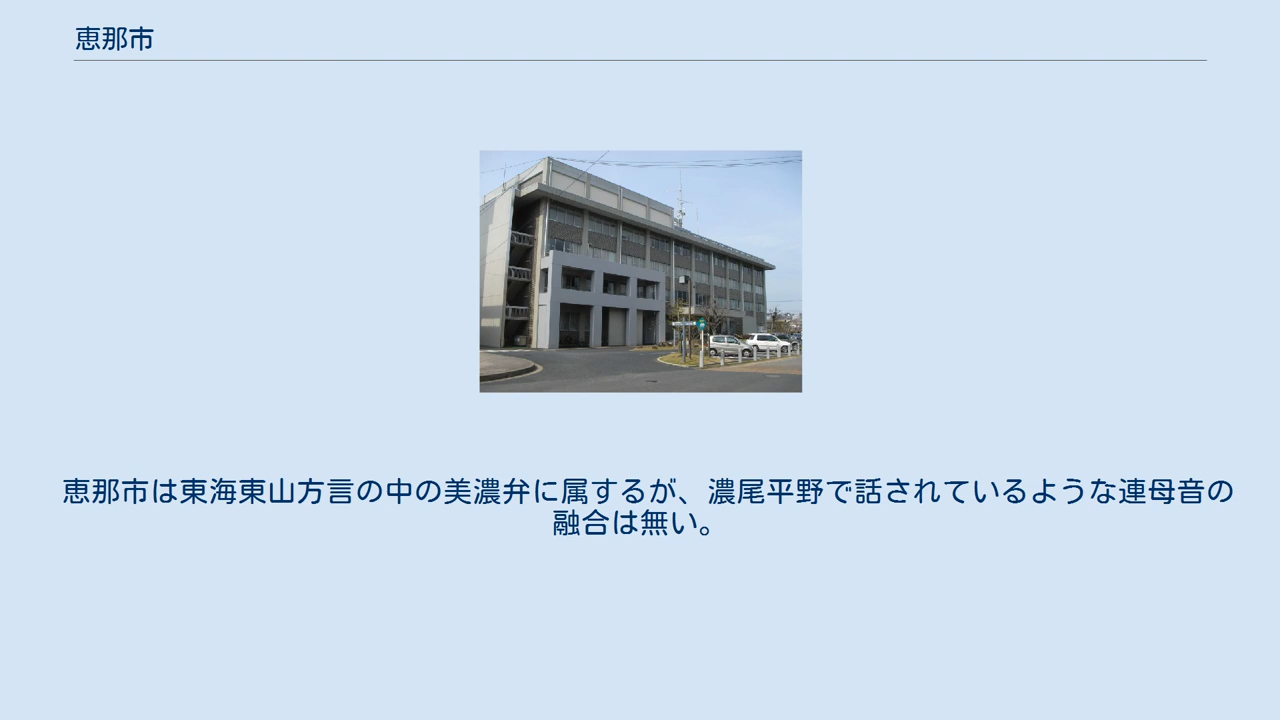 恵那市
恵那市は東海東山方言の中の美濃弁に属するが、濃尾平野で話されているような連母音の
融合は無い。